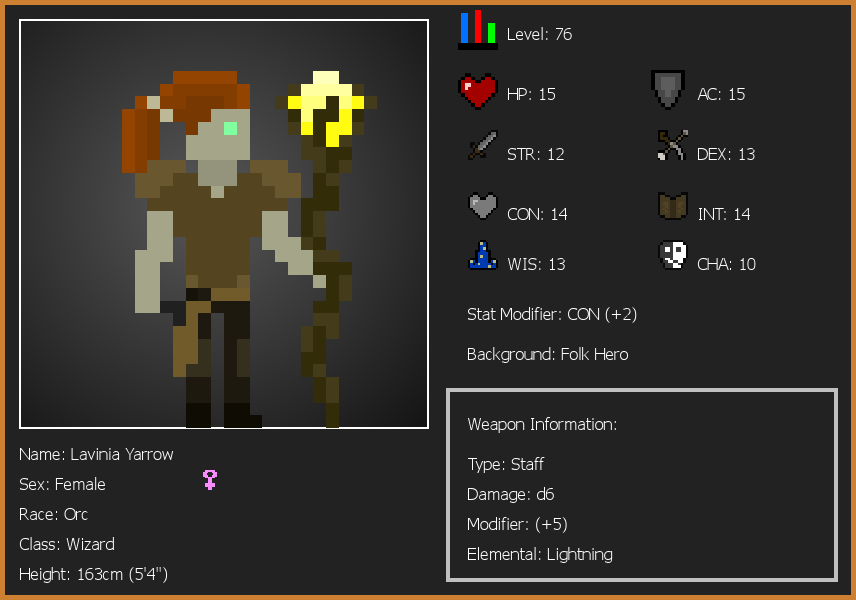 Level: 76
HP: 15
AC: 15
STR: 12
DEX: 13
CON: 14
INT: 14
WIS: 13
CHA: 10
Stat Modifier: CON (+2)
Background: Folk Hero
Weapon Information:
Type: Staff
Damage: d6
Modifier: (+5)
Elemental: Lightning
Name: Lavinia Yarrow
Sex: Female
Race: Orc
Class: Wizard
Height: 163cm (5'4")